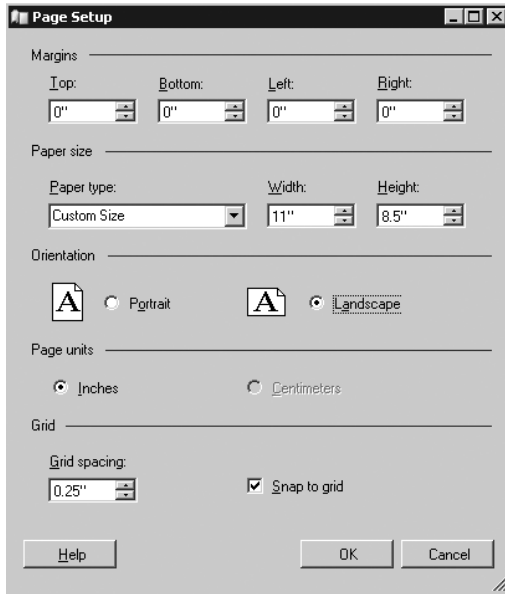 Page Setup
Margins
Top: Bottom: Left: Right:
0" 0" 0" 0"
Paper size
Paper type: Width: Height:
Custom Size 11" 8.5"
Orientation
A Portrait A Landscape
Page units
Inches Centimeters
Grid
Grid spacing:
0.25" Snap to grid
Help OK Cancel